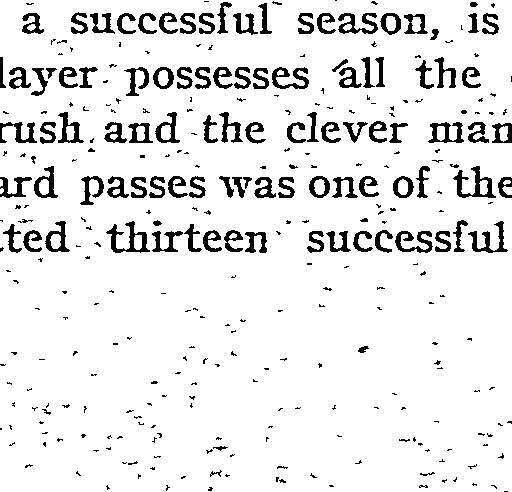 a successful season, is
layer possesses all the
rush and the clever man
ard passes was one of the
ted thirteen successful